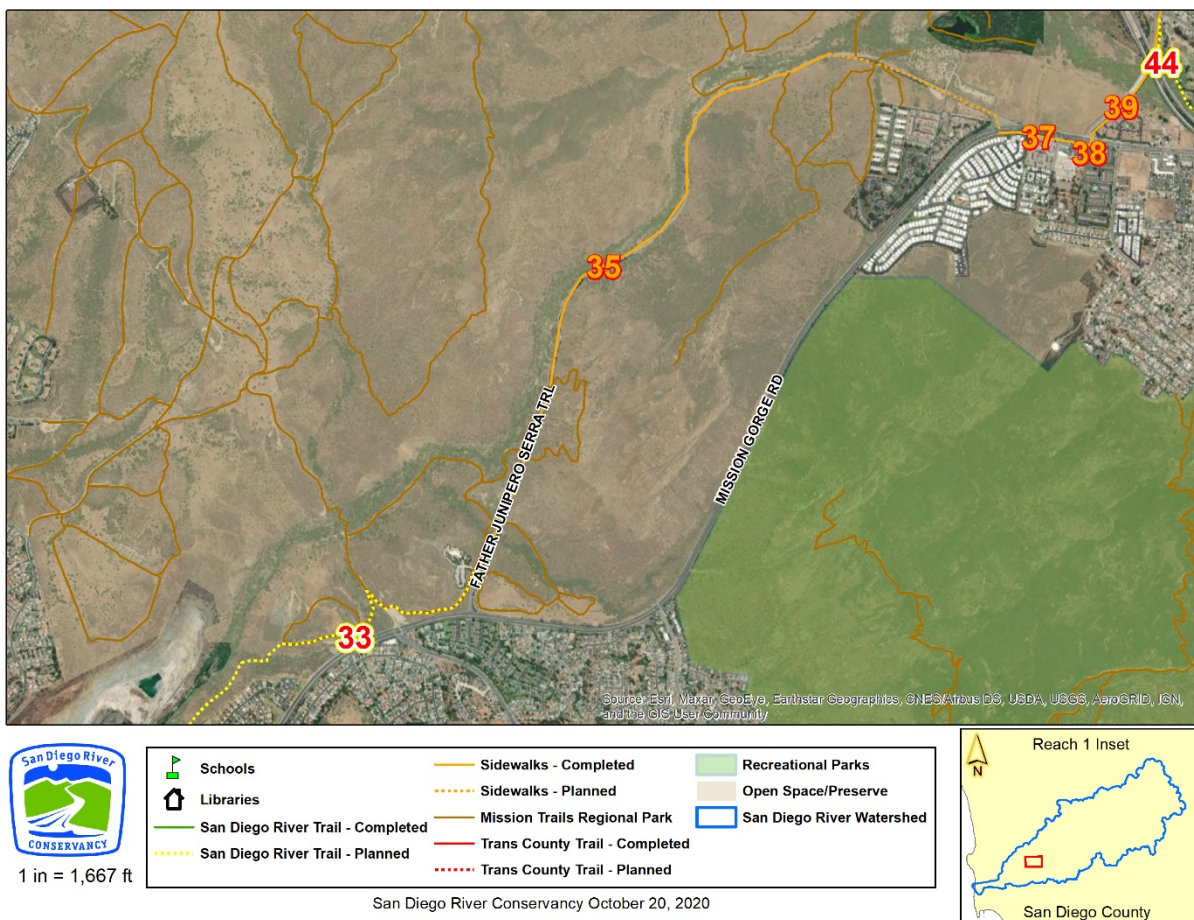 44
39
37
38
35
FATHER JUNIPERO SERRA TRL
MISSION GORGE RD
33
Source: Esri, Maxar, GeoEye, Earthstar Geographics, CNES/Airbus DS, USDA, USGS, AeroGRID, IGN,
and the GIS User Community
San Diego River
CONSERVANCY
1 in = 1,667 ft
Schools
Libraries
San Diego River Trail - Completed
San Diego River Trail - Planned
Sidewalks - Completed
Sidewalks - Planned
Mission Trails Regional Park
Trans County Trail - Completed
Trans County Trail - Planned
Recreational Parks
Open Space/Preserve
San Diego River Watershed
San Diego River Conservancy October 20, 2020
Reach 1 Inset
N
San Diego County